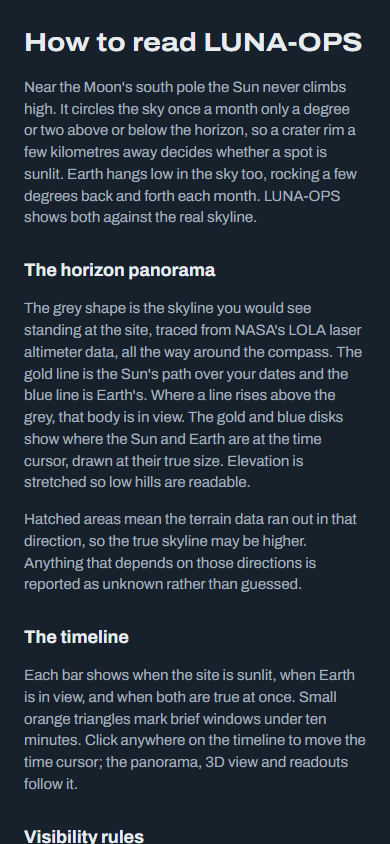 How to read LUNA-OPS
Near the Moon's south pole the Sun never climbs
high. It circles the sky once a month only a degree
or two above or below the horizon, so a crater rim a
few kilometres away decides whether a spot is
sunlit. Earth hangs low in the sky too, rocking a few
degrees back and forth each month. LUNA-OPS
shows both against the real skyline.
The horizon panorama
The grey shape is the skyline you would see
standing at the site, traced from NASA's LOLA laser
altimeter data, all the way around the compass. The
gold line is the Sun's path over your dates and the
blue line is Earth's. Where a line rises above the
grey, that body is in view. The gold and blue disks
show where the Sun and Earth are at the time
cursor, drawn at their true size. Elevation is
stretched so low hills are readable.
Hatched areas mean the terrain data ran out in that
direction, so the true skyline may be higher.
Anything that depends on those directions is
reported as unknown rather than guessed.
The timeline
Each bar shows when the site is sunlit, when Earth
is in view, and when both are true at once. Small
orange triangles mark brief windows under ten
minutes. Click anywhere on the timeline to move the
time cursor; the panorama, 3D view and readouts
follow it.
Visibility rules